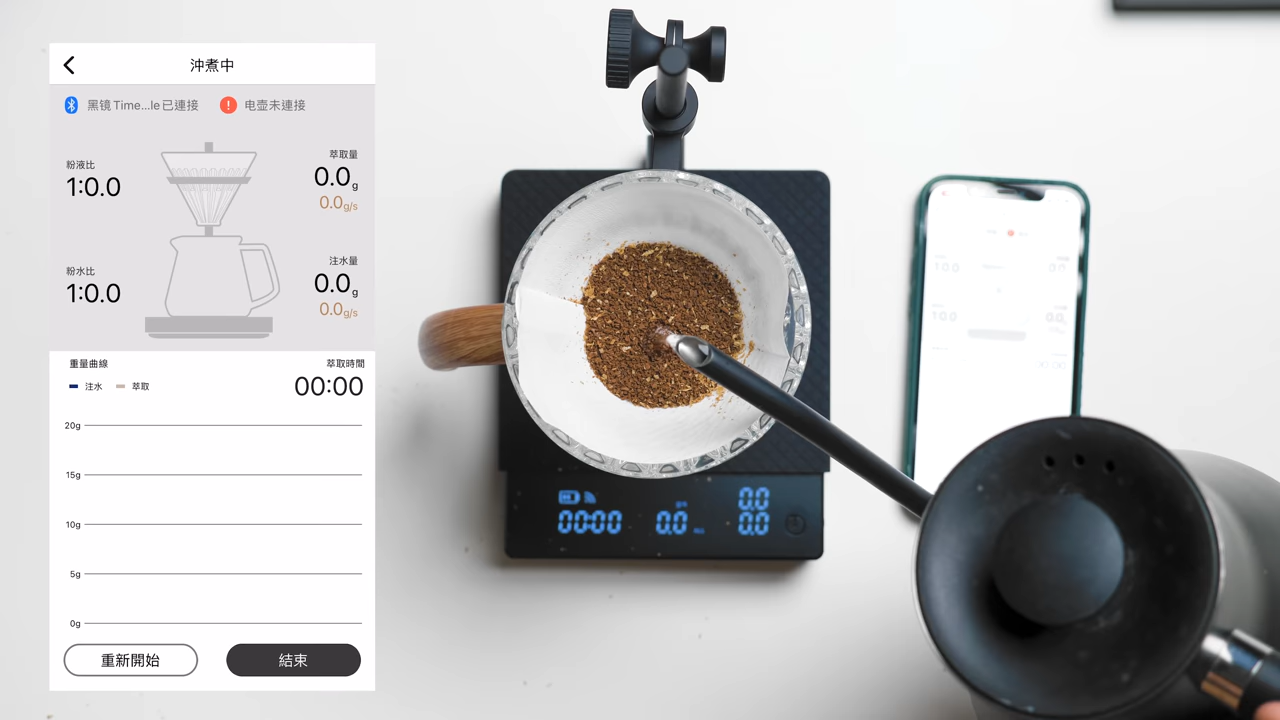 沖煮中
黑镜 Time...le 已連接
电壶未連接
粉液比
1:0.0
萃取量
0.0g
0.0g/s
粉水比
1:0.0
注水量
0.0g
0.0g/s
重量曲線
萃取時間
注水
萃取
00:00
20g
15g
10g
5g
0g
重新開始
結束
0.0
00:00
0.0
0.0